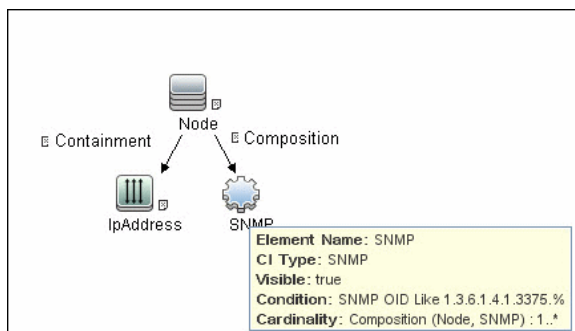 Node
Containment
Composition
IpAddress
SNMP
Element Name: SNMP
CI Type: SNMP
Visible: true
Condition: SNMP OID Like 1.3.6.1.4.1.3375.%
Cardinality: Composition (Node, SNMP) : 1..*